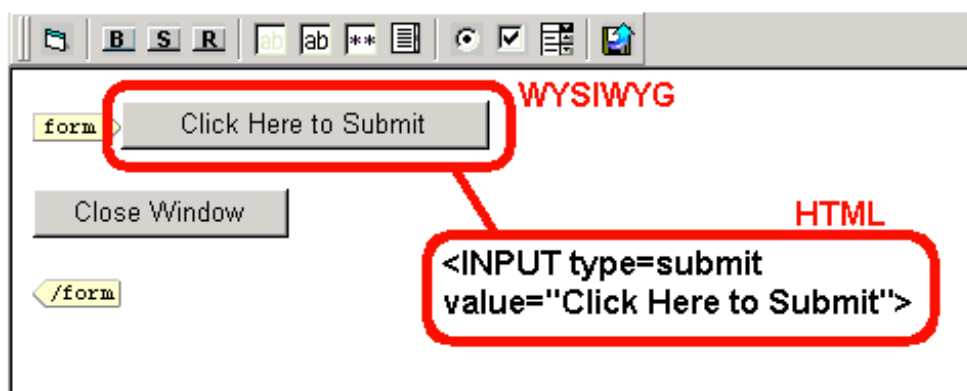 B S R ab ab **
WYSIWYG
form Click Here to Submit
Close Window
HTML
<INPUT type=submit
value="Click Here to Submit">
/form